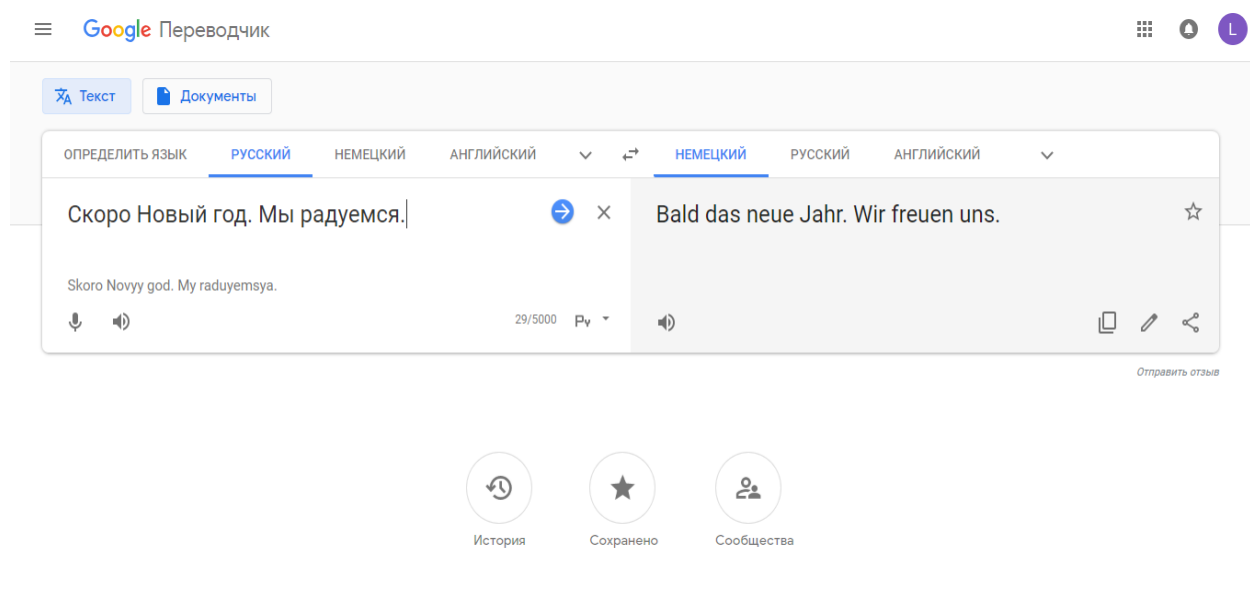 Google Переводчик
L
Текст
Документы
ОПРЕДЕЛИТЬ ЯЗЫК РУССКИЙ НЕМЕЦКИЙ АНГЛИЙСКИЙ
НЕМЕЦКИЙ РУССКИЙ АНГЛИЙСКИЙ
Скоро Новый год. Мы радуемся.
Skoro Novyy god. My raduyemsya.
29/5000 Ру
Bald das neue Jahr. Wir freuen uns.
Отправить отзыв
История Сохранено Сообщества